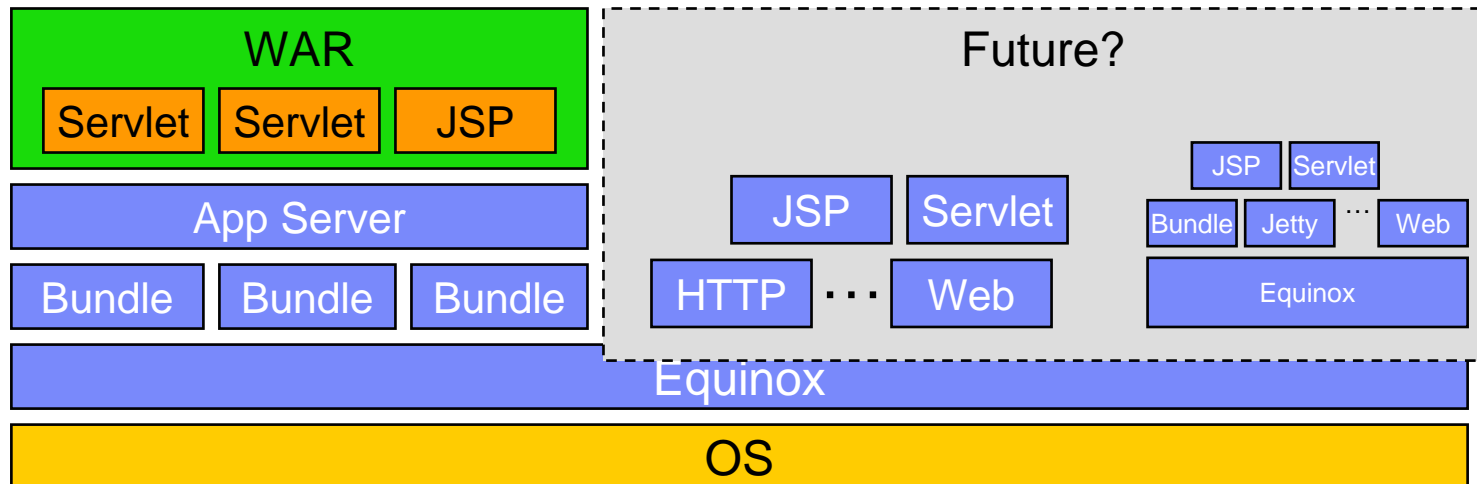 WAR
Servlet Servlet JSP
App Server
Bundle Bundle Bundle
Future?
JSP Servlet
HTTP ... Web
JSP Servlet
Bundle Jetty ... Web
Equinox
Equinox
OS